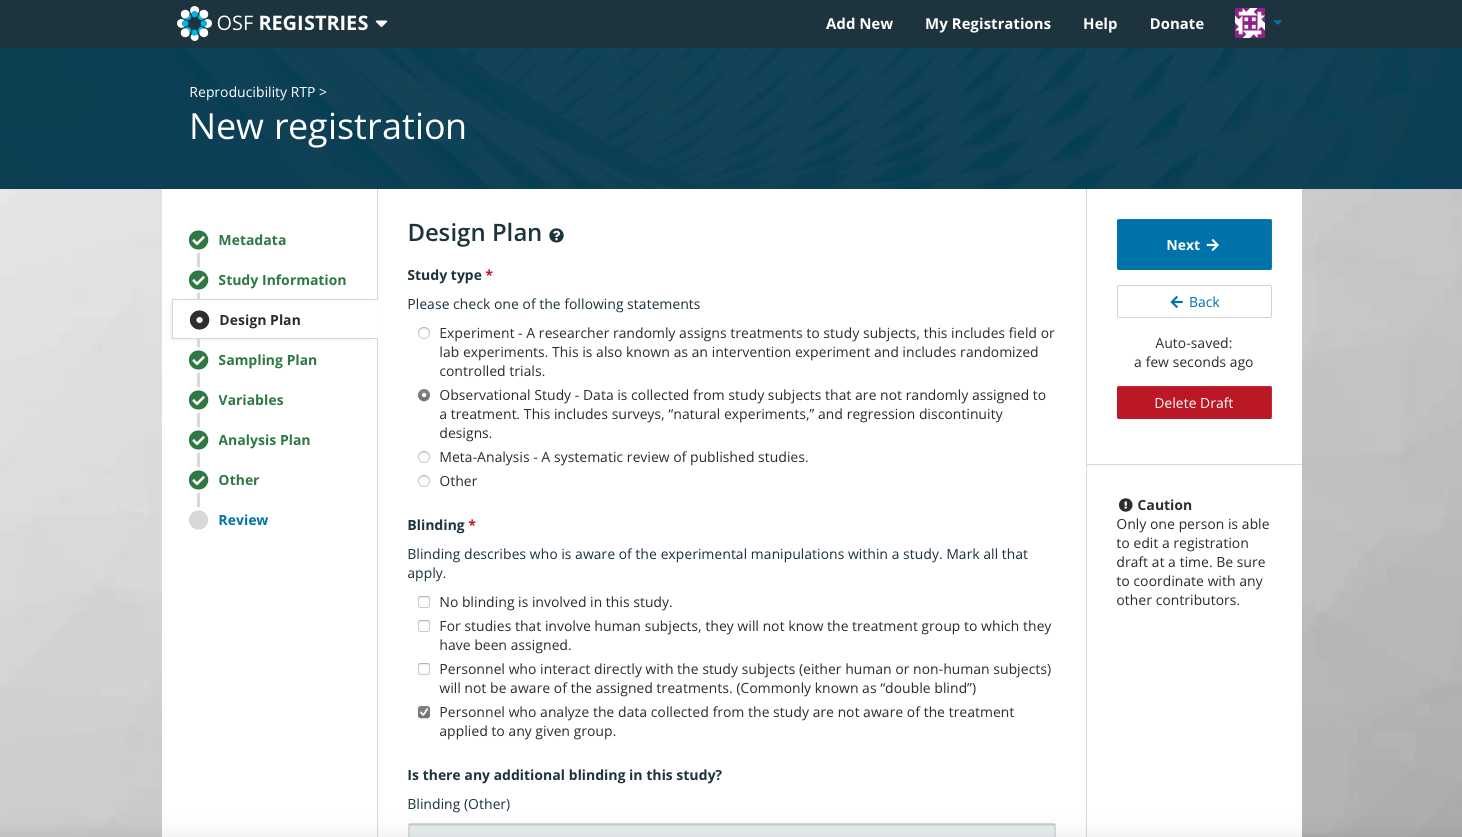 OSF REGISTRIES
Add New
My Registrations
Help
Donate
Reproducibility RTP >
New registration
Metadata
Study Information
Design Plan
Sampling Plan
Variables
Analysis Plan
Other
Review
Design Plan
Study type *
Please check one of the following statements
Experiment - A researcher randomly assigns treatments to study subjects, this includes field or
lab experiments. This is also known as an intervention experiment and includes randomized
controlled trials.
Observational Study - Data is collected from study subjects that are not randomly assigned to
a treatment. This includes surveys, “natural experiments,” and regression discontinuity
designs.
Meta-Analysis - A systematic review of published studies.
Other
Blinding *
Blinding describes who is aware of the experimental manipulations within a study. Mark all that
apply.
No blinding is involved in this study.
For studies that involve human subjects, they will not know the treatment group to which they
have been assigned.
Personnel who interact directly with the study subjects (either human or non-human subjects)
will not be aware of the assigned treatments. (Commonly known as “double blind”)
Personnel who analyze the data collected from the study are not aware of the treatment
applied to any given group.
Is there any additional blinding in this study?
Blinding (Other)
Next →
← Back
Auto-saved:
a few seconds ago
Delete Draft
Caution
Only one person is able
to edit a registration
draft at a time. Be sure
to coordinate with any
other contributors.